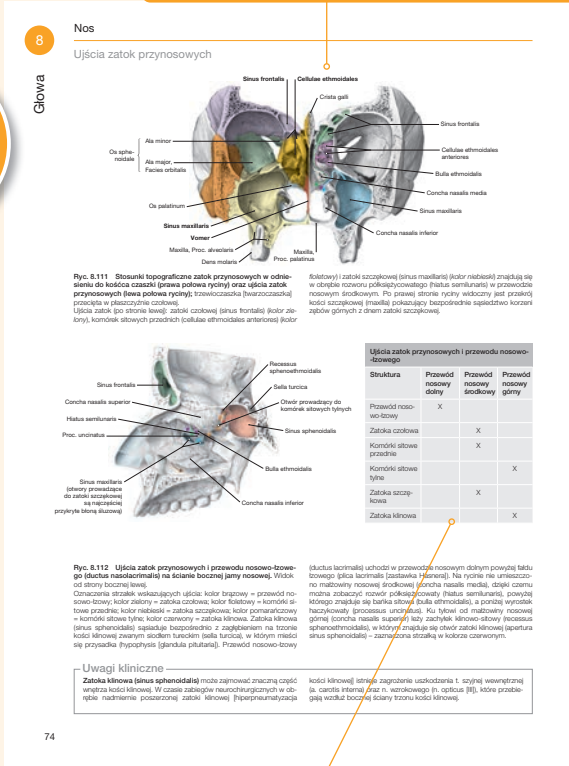 8
Głowa
Nos
Ujścia zatok przynosowych
Sinus frontalis
Cellulae ethmoidales
Crista galli
Sinus frontalis
Cellulae ethmoidales
anteriores
Bulla ethmoidalis
Concha nasalis media
Sinus maxillaris
Concha nasalis inferior
Os sphe-
noidale
Ala minor
Ala major,
Facies orbitalis
Os palatinum
Sinus maxillaris
Vomer
Maxilla, Proc. alveolaris
Dens molaris
Maxilla,
Proc. palatinus
Ryc. 8.111 Stosunki topograficzne zatok przynosowych w odnie-
sieniu do kośćca czaszki (prawa połowa ryciny) oraz ujścia zatok
przynosowych (lewa połowa ryciny); trzewioczaszka [twarzoczaszka]
przecięta w płaszczyźnie czołowej.
Ujścia zatok (po stronie lewej): zatoki czołowej (sinus frontalis) (kolor zie-
lony), komórek sitowych przednich (cellulae ethmoidales anteriores) (kolor
fioletowy) i zatoki szczękowej (sinus maxillaris) (kolor niebieski) znajdują się
w obrębie rozworu półksiężycowatego (hiatus semilunaris) w przewodzie
nosowym środkowym. Po prawej stronie ryciny widoczny jest przekrój
kości szczękowej (maxilla) pokazujący bezpośrednie sąsiedztwo korzeni
zębów górnych z dnem zatoki szczękowej.
Sinus frontalis
Concha nasalis superior
Hiatus semilunaris
Proc. uncinatus
Sinus maxillaris
(otwory prowadzące
do zatoki szczękowej
są najczęściej
przykryte błoną śluzową)
Recessus
sphenoethmoidalis
Sella turcica
Otwór prowadzący do
komórek sitowych tylnych
Sinus sphenoidalis
Bulla ethmoidalis
Concha nasalis inferior
Ujścia zatok przynosowych i przewodu nosowo-
-łzowego
Struktura Przewód nosowy dolny Przewód nosowy środkowy Przewód nosowy górny
Przewód noso-
wo-łzowy X
Zatoka czołowa X
Komórki sitowe
przednie X
Komórki sitowe
tylne X
Zatoka szczę-
kowa X
Zatoka klinowa X
Ryc. 8.112 Ujścia zatok przynosowych i przewodu nosowo-łzowe-
go (ductus nasolacrimalis) na ścianie bocznej jamy nosowej. Widok
od strony bocznej lewej.
Oznaczenia strzałek wskazujących ujścia: kolor brązowy = przewód no-
sowo-łzowy; kolor zielony = zatoka czołowa; kolor fioletowy = komórki si-
towe przednie; kolor niebieski = zatoka szczękowa; kolor pomarańczowy
= komórki sitowe tylne; kolor czerwony = zatoka klinowa. Zatoka klinowa
(sinus sphenoidalis) sąsiaduje bezpośrednio z zagłębieniem na trzonie
kości klinowej zwanym siodłem tureckim (sella turcica), w którym mieści
się przysadka (hypophysis [glandula pituitaria]). Przewód nosowo-łzowy
(ductus lacrimalis) uchodzi w przewodzie nosowym dolnym powyżej fałdu
łzowego (plica lacrimalis [zastawka Hasnera]). Na rycinie nie umieszczo-
no małżowiny nosowej środkowej (concha nasalis media), dzięki czemu
można zobaczyć rozwór półksiężycowaty (hiatus semilunaris), powyżej
którego znajduje się bańka sitowa (bulla ethmoidalis), a poniżej wyrostek
haczykowaty (processus uncinatus). Ku tyłowi od małżowiny nosowej
górnej (concha nasalis superior) leży zachyłek klinowo-sitowy (recessus
sphenoethmoidalis), w którym znajduje się otwór zatoki klinowej (apertura
sinus sphenoidalis) – zaznaczona strzałką w kolorze czerwonym.
Uwagi kliniczne
Zatoka klinowa (sinus sphenoidalis) może zajmować znaczną część
wnętrza kości klinowej. W czasie zabiegów neurochirurgicznych w ob-
rębie nadmiernie poszerzonej zatoki klinowej [hiperpneumatyzacja
kości klinowej] istnieje zagrożenie uszkodzenia t. szyjnej wewnętrznej
(a. carotis interna) oraz n. wzrokowego (n. opticus [II]), które przebie-
gają wzdłuż bocznej ściany trzonu kości klinowej.
74